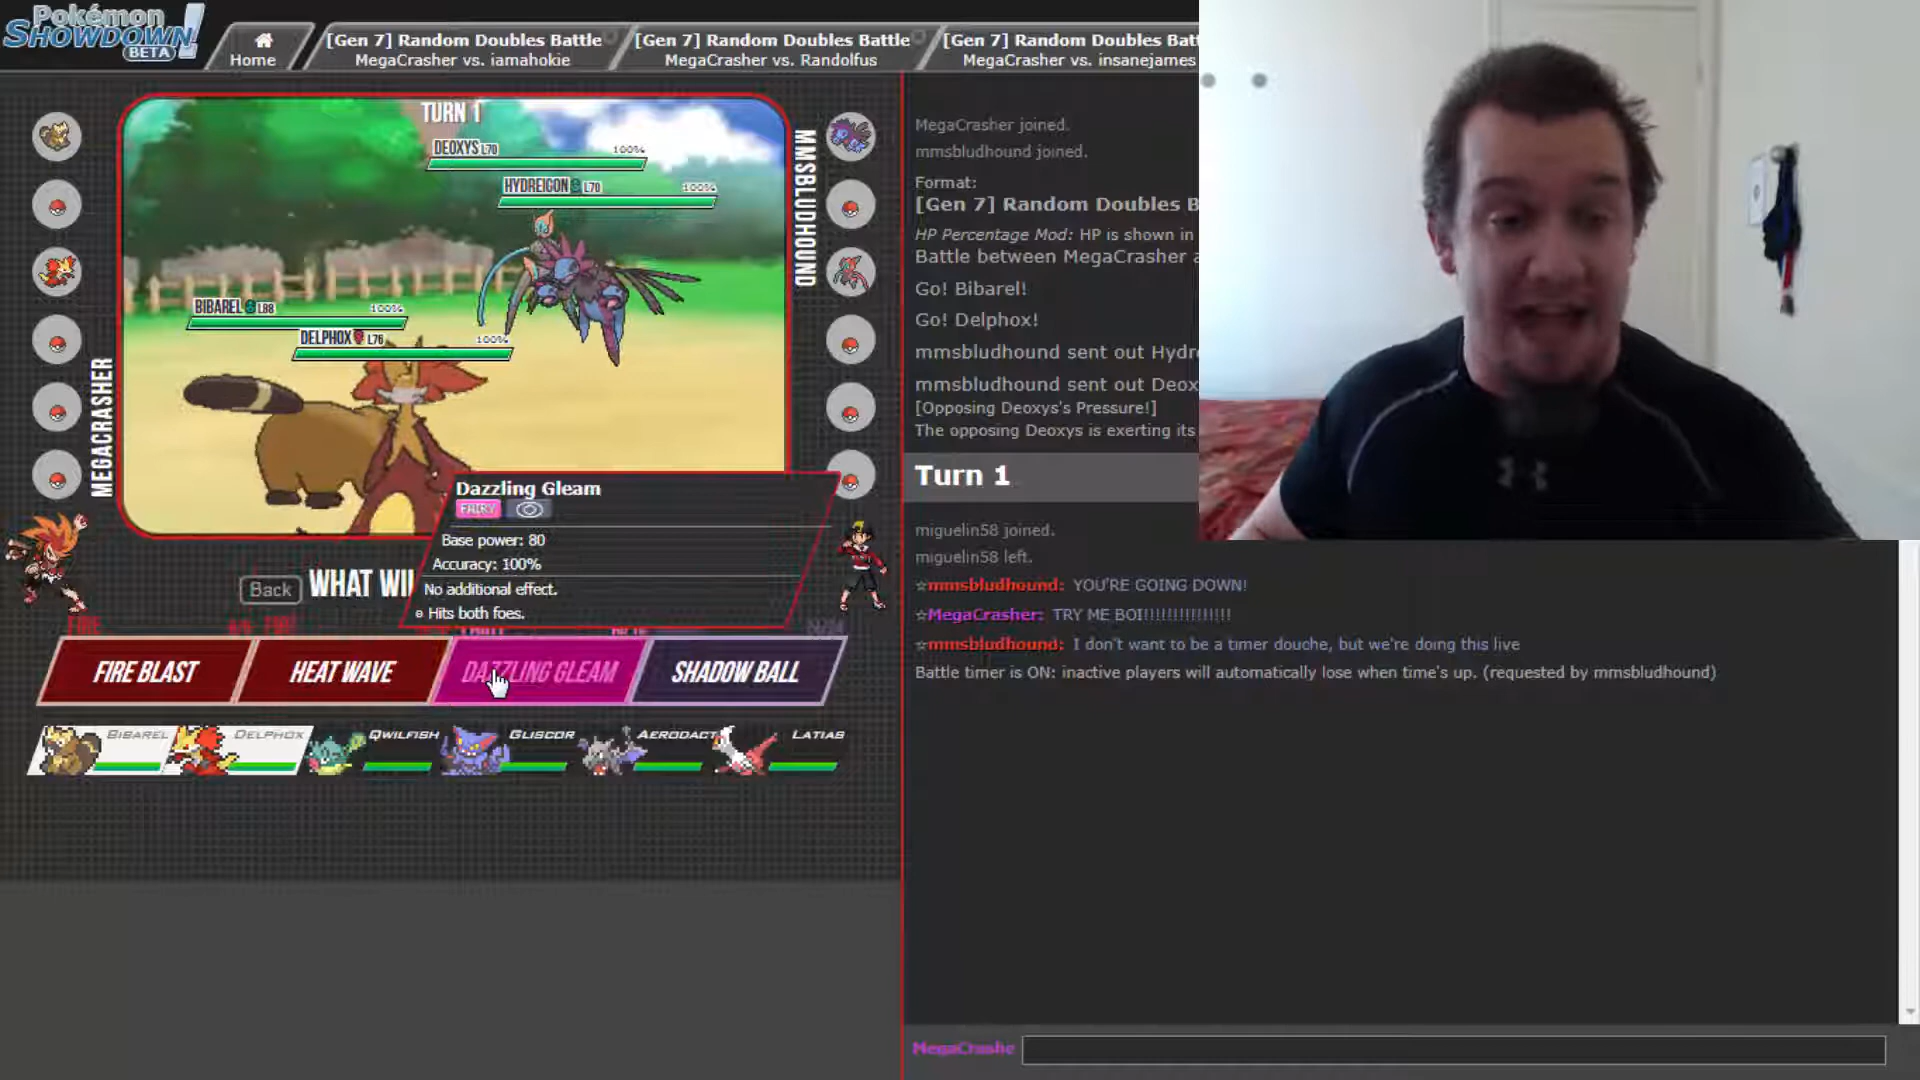 Pokémon
SHOWDOWN!
BETA
Home
[Gen 7] Random Doubles Battle
MegaCrasher vs. iamahokie
[Gen 7] Random Doubles Battle
MegaCrasher vs. Randolfus
[Gen 7] Random Doubles Batt
MegaCrasher vs. insanejames
TURN 1
DEOXYS L70
100%
HYDREIGON L70
100%
BIBAREL L88
100%
DELPHOX L76
100%
MEGACRASHER
MMSBLUDHOUND
MegaCrasher joined.
mmsbludhound joined.
Format:
[Gen 7] Random Doubles B
HP Percentage Mod: HP is shown in
Battle between MegaCrasher a
Go! Bibarel!
Go! Delphox!
mmsbludhound sent out Hydre
mmsbludhound sent out Deox
[Opposing Deoxys's Pressure!]
The opposing Deoxys is exerting its
Turn 1
miguelin58 joined.
miguelin58 left.
☆mmsbludhound: YOU'RE GOING DOWN!
☆MegaCrasher: TRY ME BOI!!!!!!!!!!!!!!!
☆mmsbludhound: I don't want to be a timer douche, but we're doing this live
Battle timer is ON: inactive players will automatically lose when time's up. (requested by mmsbludhound)
Dazzling Gleam
FAIRY
Base power: 80
Accuracy: 100%
No additional effect.
Hits both foes.
Back
WHAT WI
FIRE BLAST
HEAT WAVE
DAZZLING GLEAM
SHADOW BALL
BIBAREL
DELPHOX
QWILFISH
GLISCOR
AERODACT
LATIAS
MegaCrashe